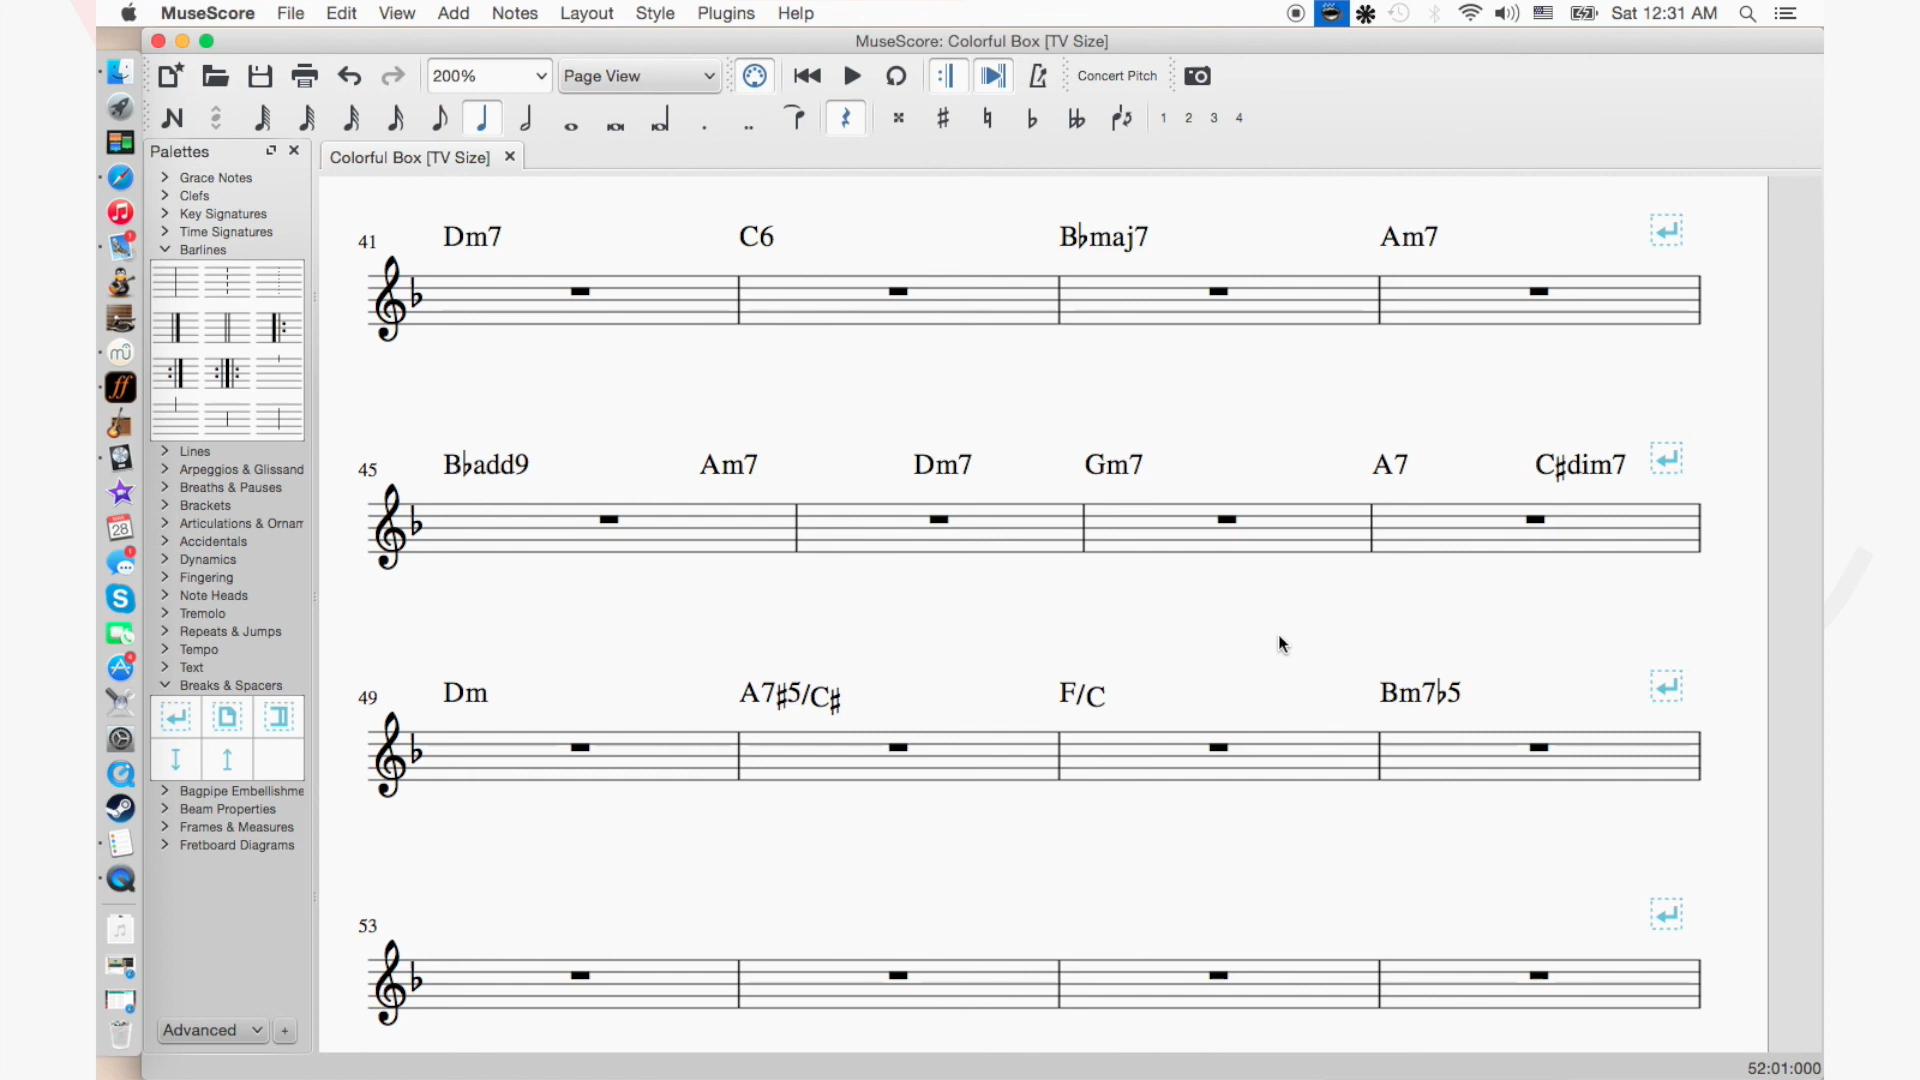 MuseScore File Edit View Add Notes Layout Style Plugins Help Sat 12:31 AM
MuseScore: Colorful Box [TV Size]
200% Page View Concert Pitch
1 2 3 4
Palettes
Colorful Box [TV Size]
Grace Notes
Clefs
Key Signatures
Time Signatures
Barlines
Lines
Arpeggios & Glissand
Breaths & Pauses
Brackets
Articulations & Ornam
Accidentals
Dynamics
Fingering
Note Heads
Tremolo
Repeats & Jumps
Tempo
Text
Breaks & Spacers
Bagpipe Embellishme
Beam Properties
Frames & Measures
Fretboard Diagrams
Advanced +
41 Dm7 C6 B♭maj7 Am7
45 B♭add9 Am7 Dm7 Gm7 A7 C♯dim7
49 Dm A7♯5/C♯ F/C Bm7♭5
53
28
52:01:000